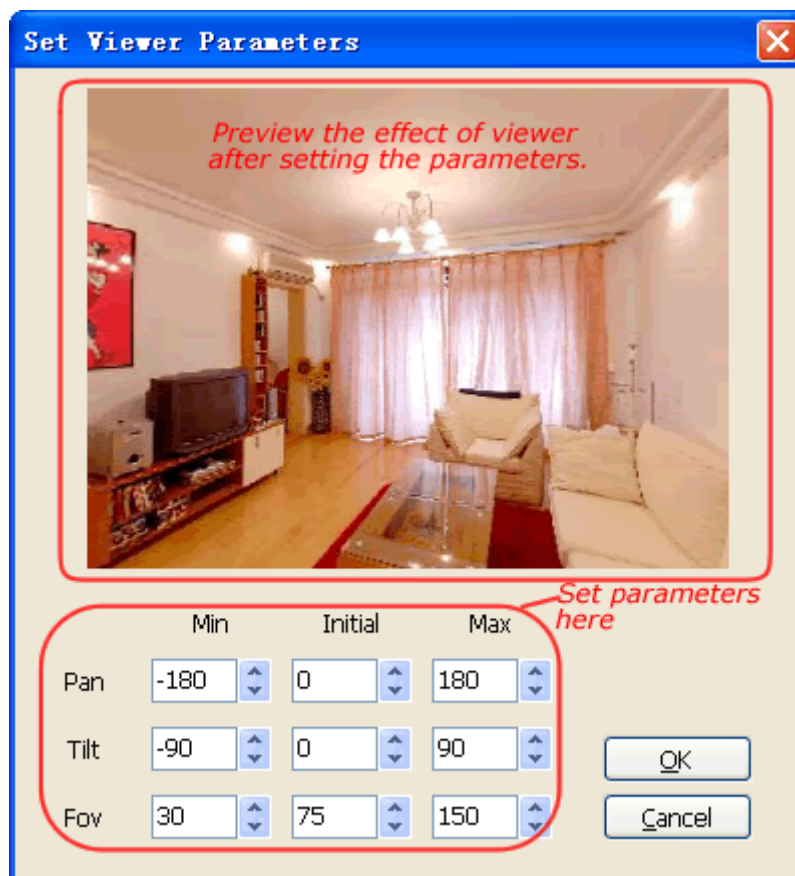 Set Viewer Parameters
Preview the effect of viewer
after setting the parameters.
Set parameters
here
Min Initial Max
Pan -180 0 180
Tilt -90 0 90
OK
Fov 30 75 150
Cancel